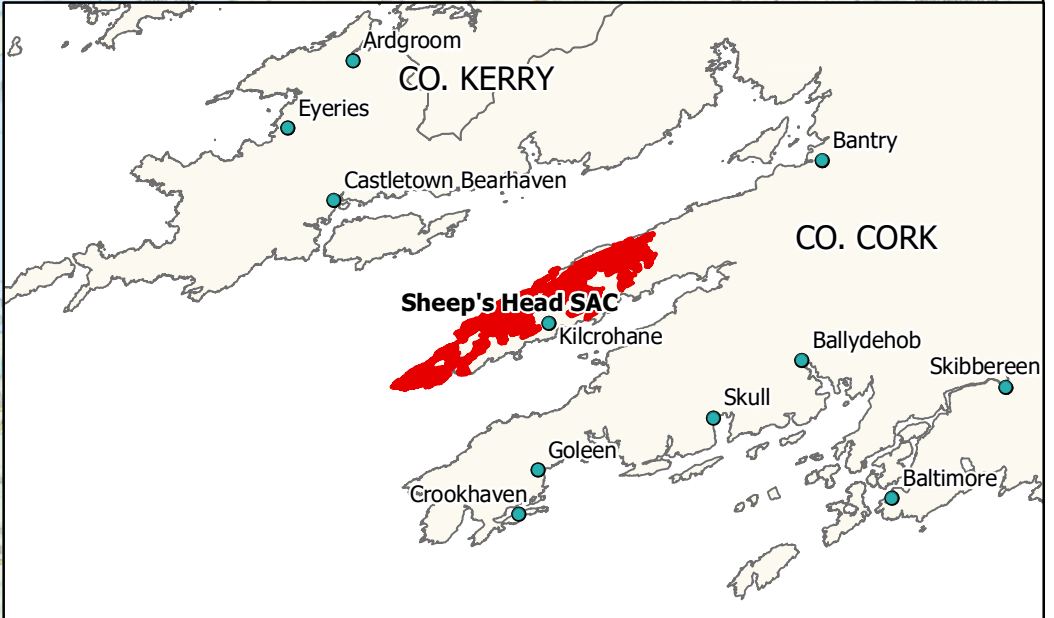 Ardgroom
CO. KERRY
Eyeries
Bantry
Castletown Bearhaven
CO. CORK
Sheep's Head SAC
Kilcrohane
Ballydehob
Skibbereen
Skull
Goleen
Baltimore
Crookhaven